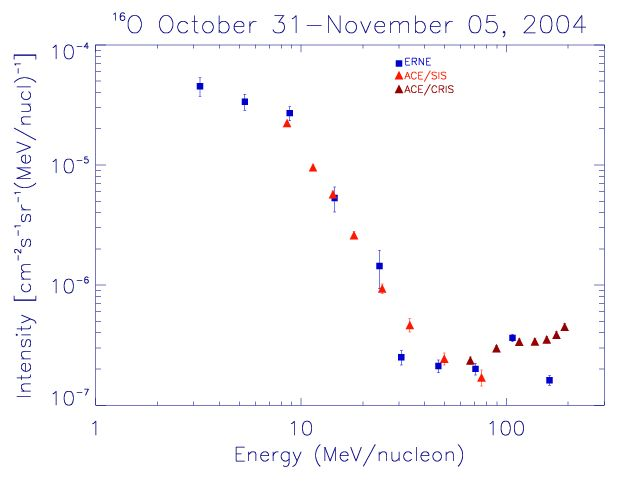 ¹⁶O October 31−November 05, 2004
Intensity [cm⁻²s⁻¹sr⁻¹(MeV/nucl)⁻¹]
10⁻⁴
10⁻⁵
10⁻⁶
10⁻⁷
ERNE
ACE/SIS
ACE/CRIS
1 10 100
Energy (MeV/nucleon)